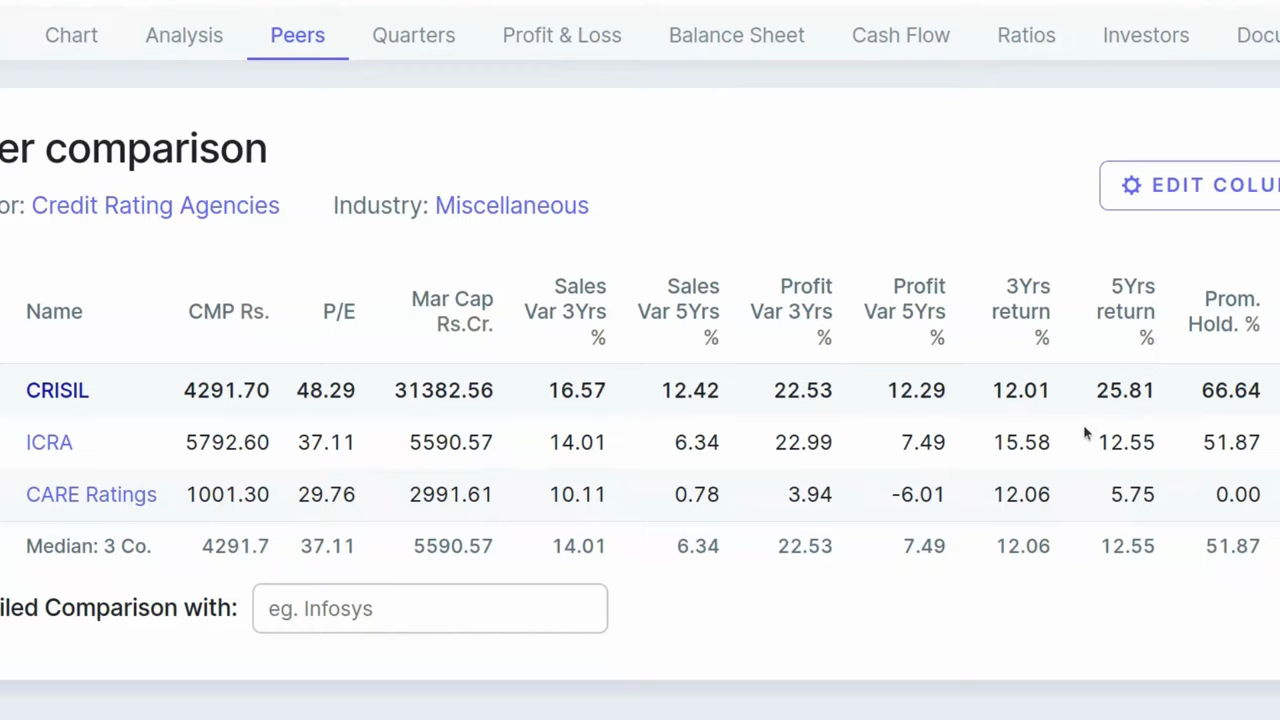 Chart Analysis Peers Quarters Profit & Loss Balance Sheet Cash Flow Ratios Investors Docu
er comparison
or: Credit Rating Agencies Industry: Miscellaneous
EDIT COLU
Name CMP Rs. P/E Mar Cap Rs.Cr. Sales Var 3Yrs % Sales Var 5Yrs % Profit Var 3Yrs % Profit Var 5Yrs % 3Yrs return % 5Yrs return % Prom. Hold. %
CRISIL 4291.70 48.29 31382.56 16.57 12.42 22.53 12.29 12.01 25.81 66.64
ICRA 5792.60 37.11 5590.57 14.01 6.34 22.99 7.49 15.58 12.55 51.87
CARE Ratings 1001.30 29.76 2991.61 10.11 0.78 3.94 -6.01 12.06 5.75 0.00
Median: 3 Co. 4291.7 37.11 5590.57 14.01 6.34 22.53 7.49 12.06 12.55 51.87
iled Comparison with: eg. Infosys